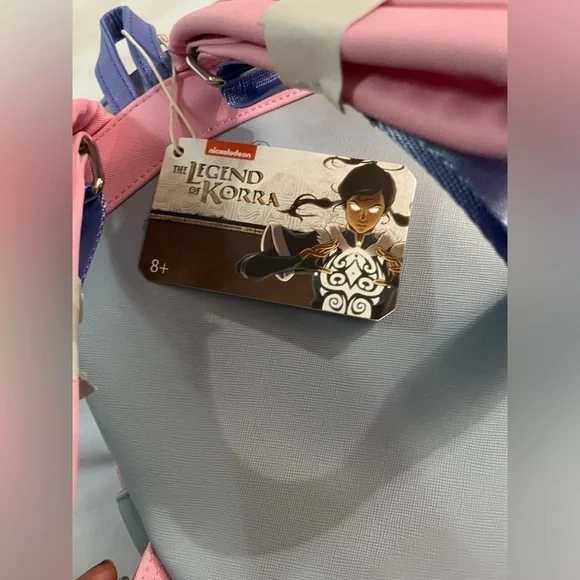 nickelodeon
THE LEGEND
OF KORRA
8+